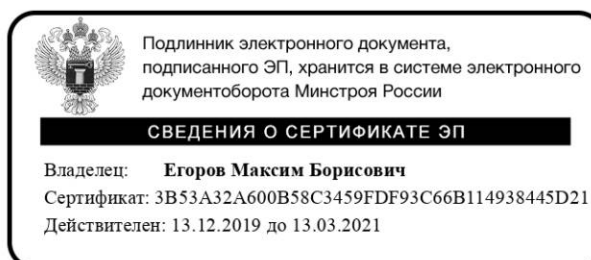 Подлинник электронного документа,
подписанного ЭП, хранится в системе электронного
документоборота Минстроя России
СВЕДЕНИЯ О СЕРТИФИКАТЕ ЭП
Владелец: Егоров Максим Борисович
Сертификат: 3B53A32A600B58C3459FDF93C66B114938445D21
Действителен: 13.12.2019 до 13.03.2021